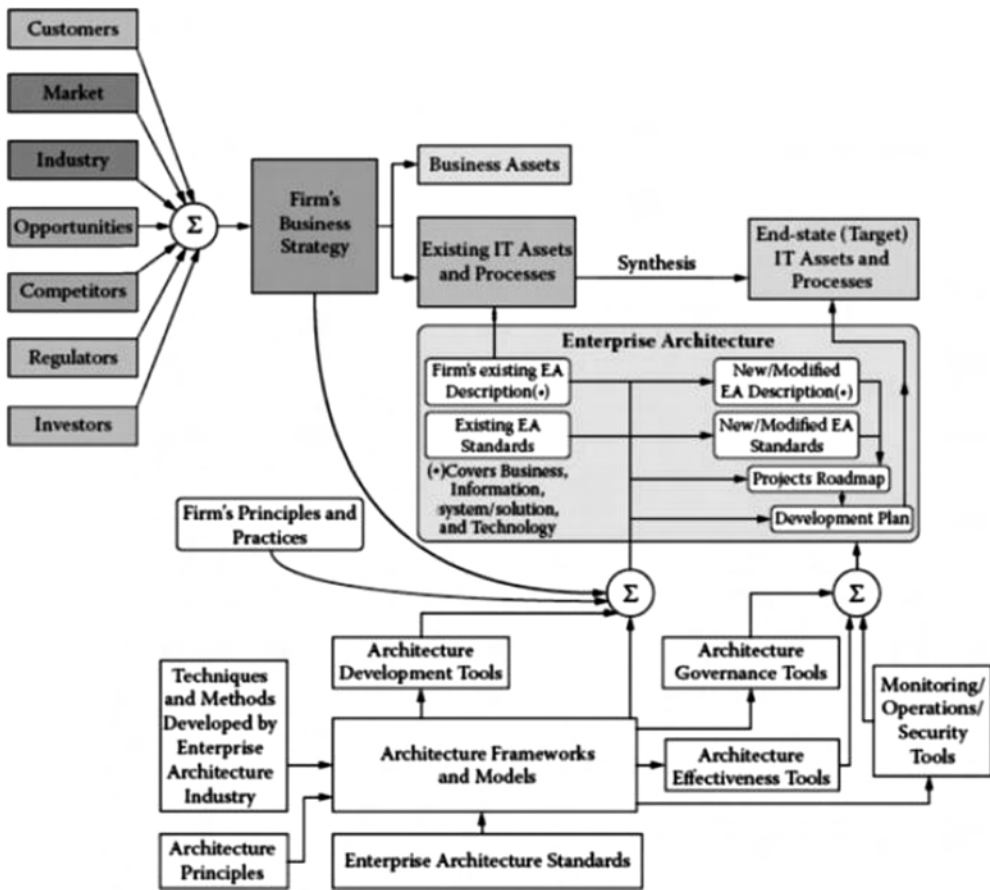 Customers
Market
Industry
Opportunities
Competitors
Regulators
Investors
Σ
Firm's
Business
Strategy
Business Assets
Existing IT Assets
and Processes
Synthesis
End-state (Target)
IT Assets and
Processes
Enterprise Architecture
Firm's existing EA
Description(•)
New/Modified
EA Description(•)
Existing EA
Standards
New/Modified EA
Standards
(•)Covers Business,
Information,
system/solution,
and Technology
Projects Roadmap
Development Plan
Firm's Principles and
Practices
Σ
Σ
Architecture
Development Tools
Architecture
Governance Tools
Techniques
and Methods
Developed by
Enterprise
Architecture
Industry
Monitoring/
Operations/
Security
Tools
Architecture Frameworks
and Models
Architecture
Effectiveness Tools
Architecture
Principles
Enterprise Architecture Standards